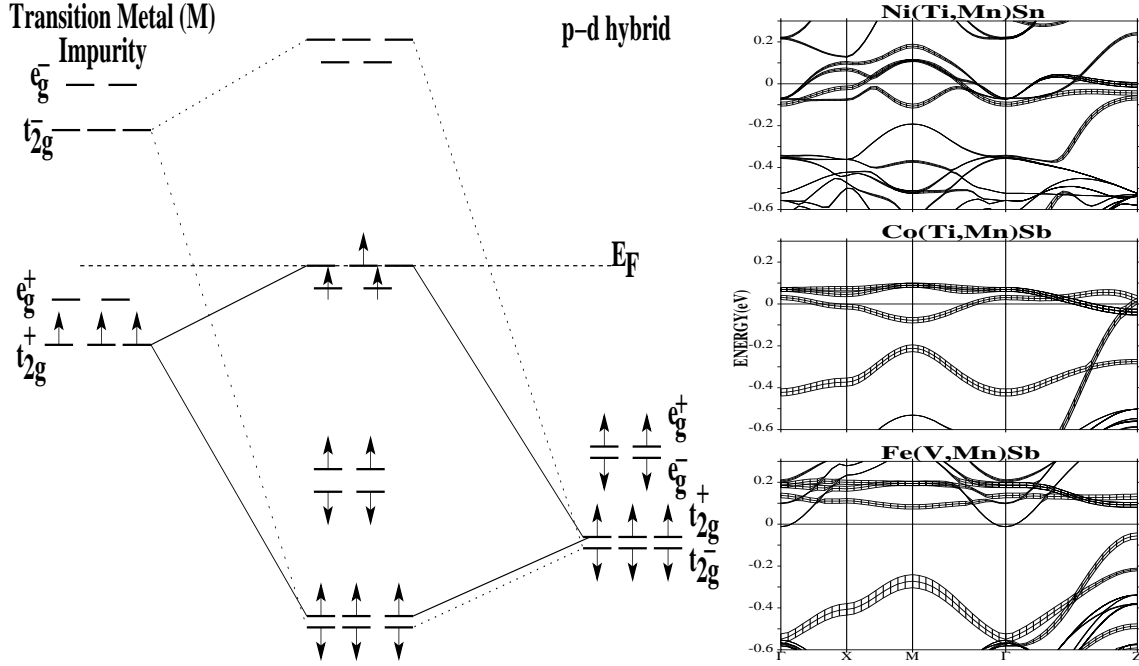 Transition Metal (M)
Impurity
p-d hybrid
e_g^-
t_2g^-
E_F
e_g^+
t_2g^+
e_g^+
e_g^-
t_2g^+
t_2g^-
Ni(Ti,Mn)Sn
0.2
0
-0.2
-0.4
-0.6
Co(Ti,Mn)Sb
0.2
0
-0.2
-0.4
-0.6
ENERGY(eV)
Fe(V,Mn)Sb
0.2
0
-0.2
-0.4
-0.6
Γ X M Γ Z